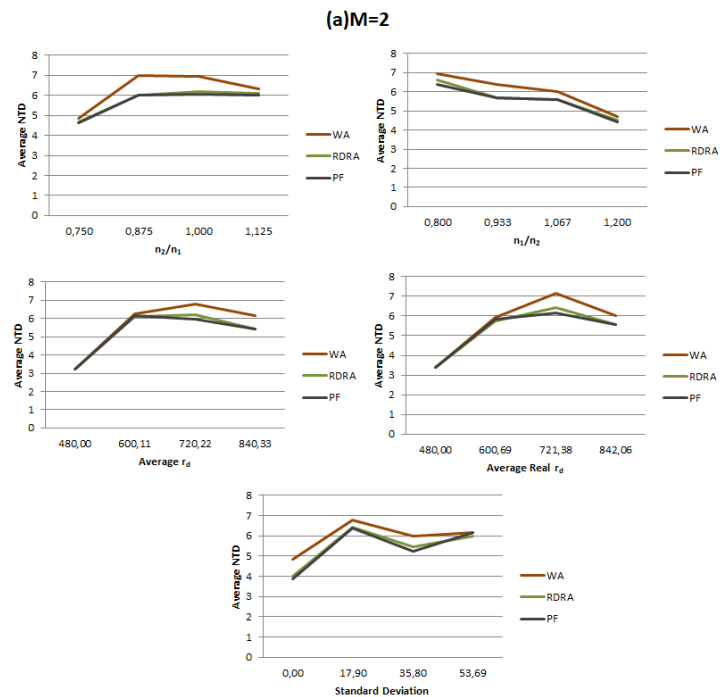 (a)M=2
8
7
6
5
4
3
2
1
0
Average NTD
0,750 0,875 1,000 1,125
n₂/n₁
WA
RDRA
PF
8
7
6
5
4
3
2
1
0
Average NTD
0,800 0,933 1,067 1,200
n₁/n₂
WA
RDRA
PF
8
7
6
5
4
3
2
1
0
Average NTD
480,00 600,11 720,22 840,33
Average r_d
WA
RDRA
PF
8
7
6
5
4
3
2
1
0
Average NTD
480,00 600,69 721,38 842,06
Average Real r_d
WA
RDRA
PF
8
7
6
5
4
3
2
1
0
Average NTD
0,00 17,90 35,80 53,69
Standard Deviation
WA
RDRA
PF